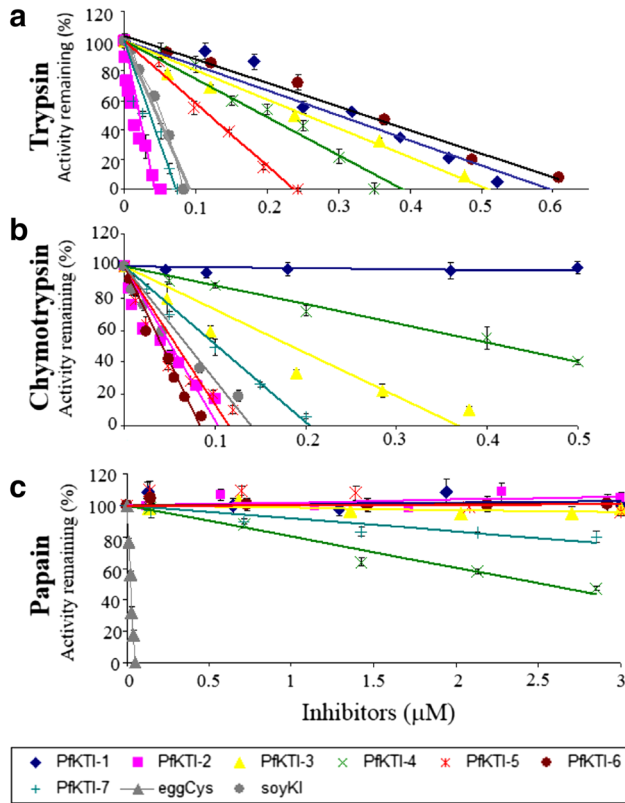 a
Trypsin
Activity remaining (%)
120
100
80
60
40
20
0
0 0.1 0.2 0.3 0.4 0.5 0.6
b
Chymotrypsin
Activity remaining (%)
120
100
80
60
40
20
0
0 0.1 0.2 0.3 0.4 0.5
c
Papain
Activity remaining (%)
120
100
80
60
40
20
0
0 0.5 1 1.5 2 2.5 3
Inhibitors (µM)
PfKTI-1 PfKTI-2 PfKTI-3 PfKTI-4 PfKTI-5 PfKTI-6
PfKTI-7 eggCys soyKI